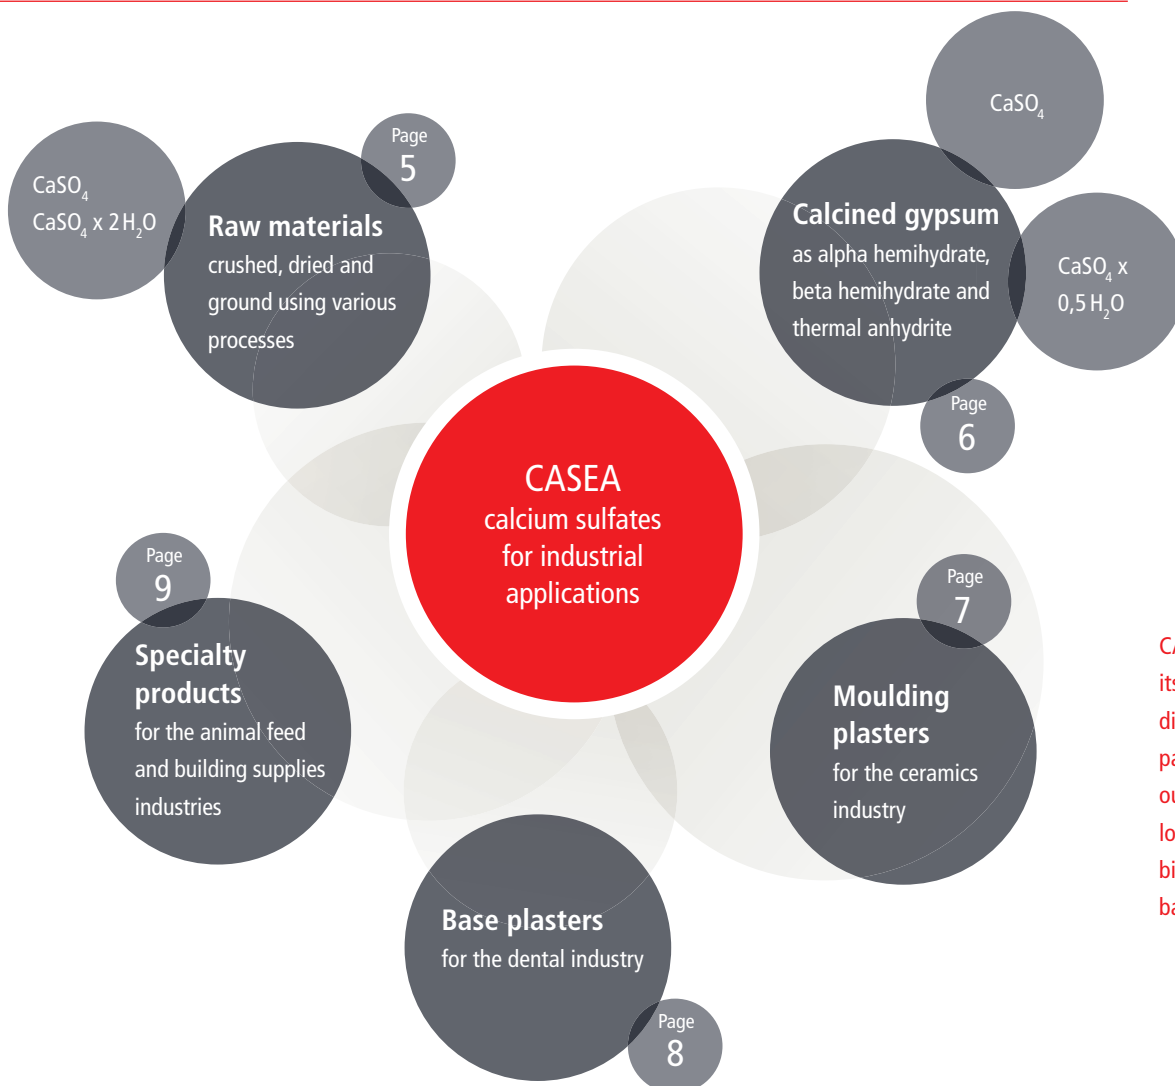 CaSO₄
CaSO₄ x 2 H₂O
Page
5
Raw materials
crushed, dried and
ground using various
processes
CaSO₄
Calcined gypsum
as alpha hemihydrate,
beta hemihydrate and
thermal anhydrite
CaSO₄ x
0,5 H₂O
Page
6
CASEA
calcium sulfates
for industrial
applications
Page
9
Specialty
products
for the animal feed
and building supplies
industries
Page
7
Moulding
plasters
for the ceramics
industry
Base plasters
for the dental industry
Page
8
its